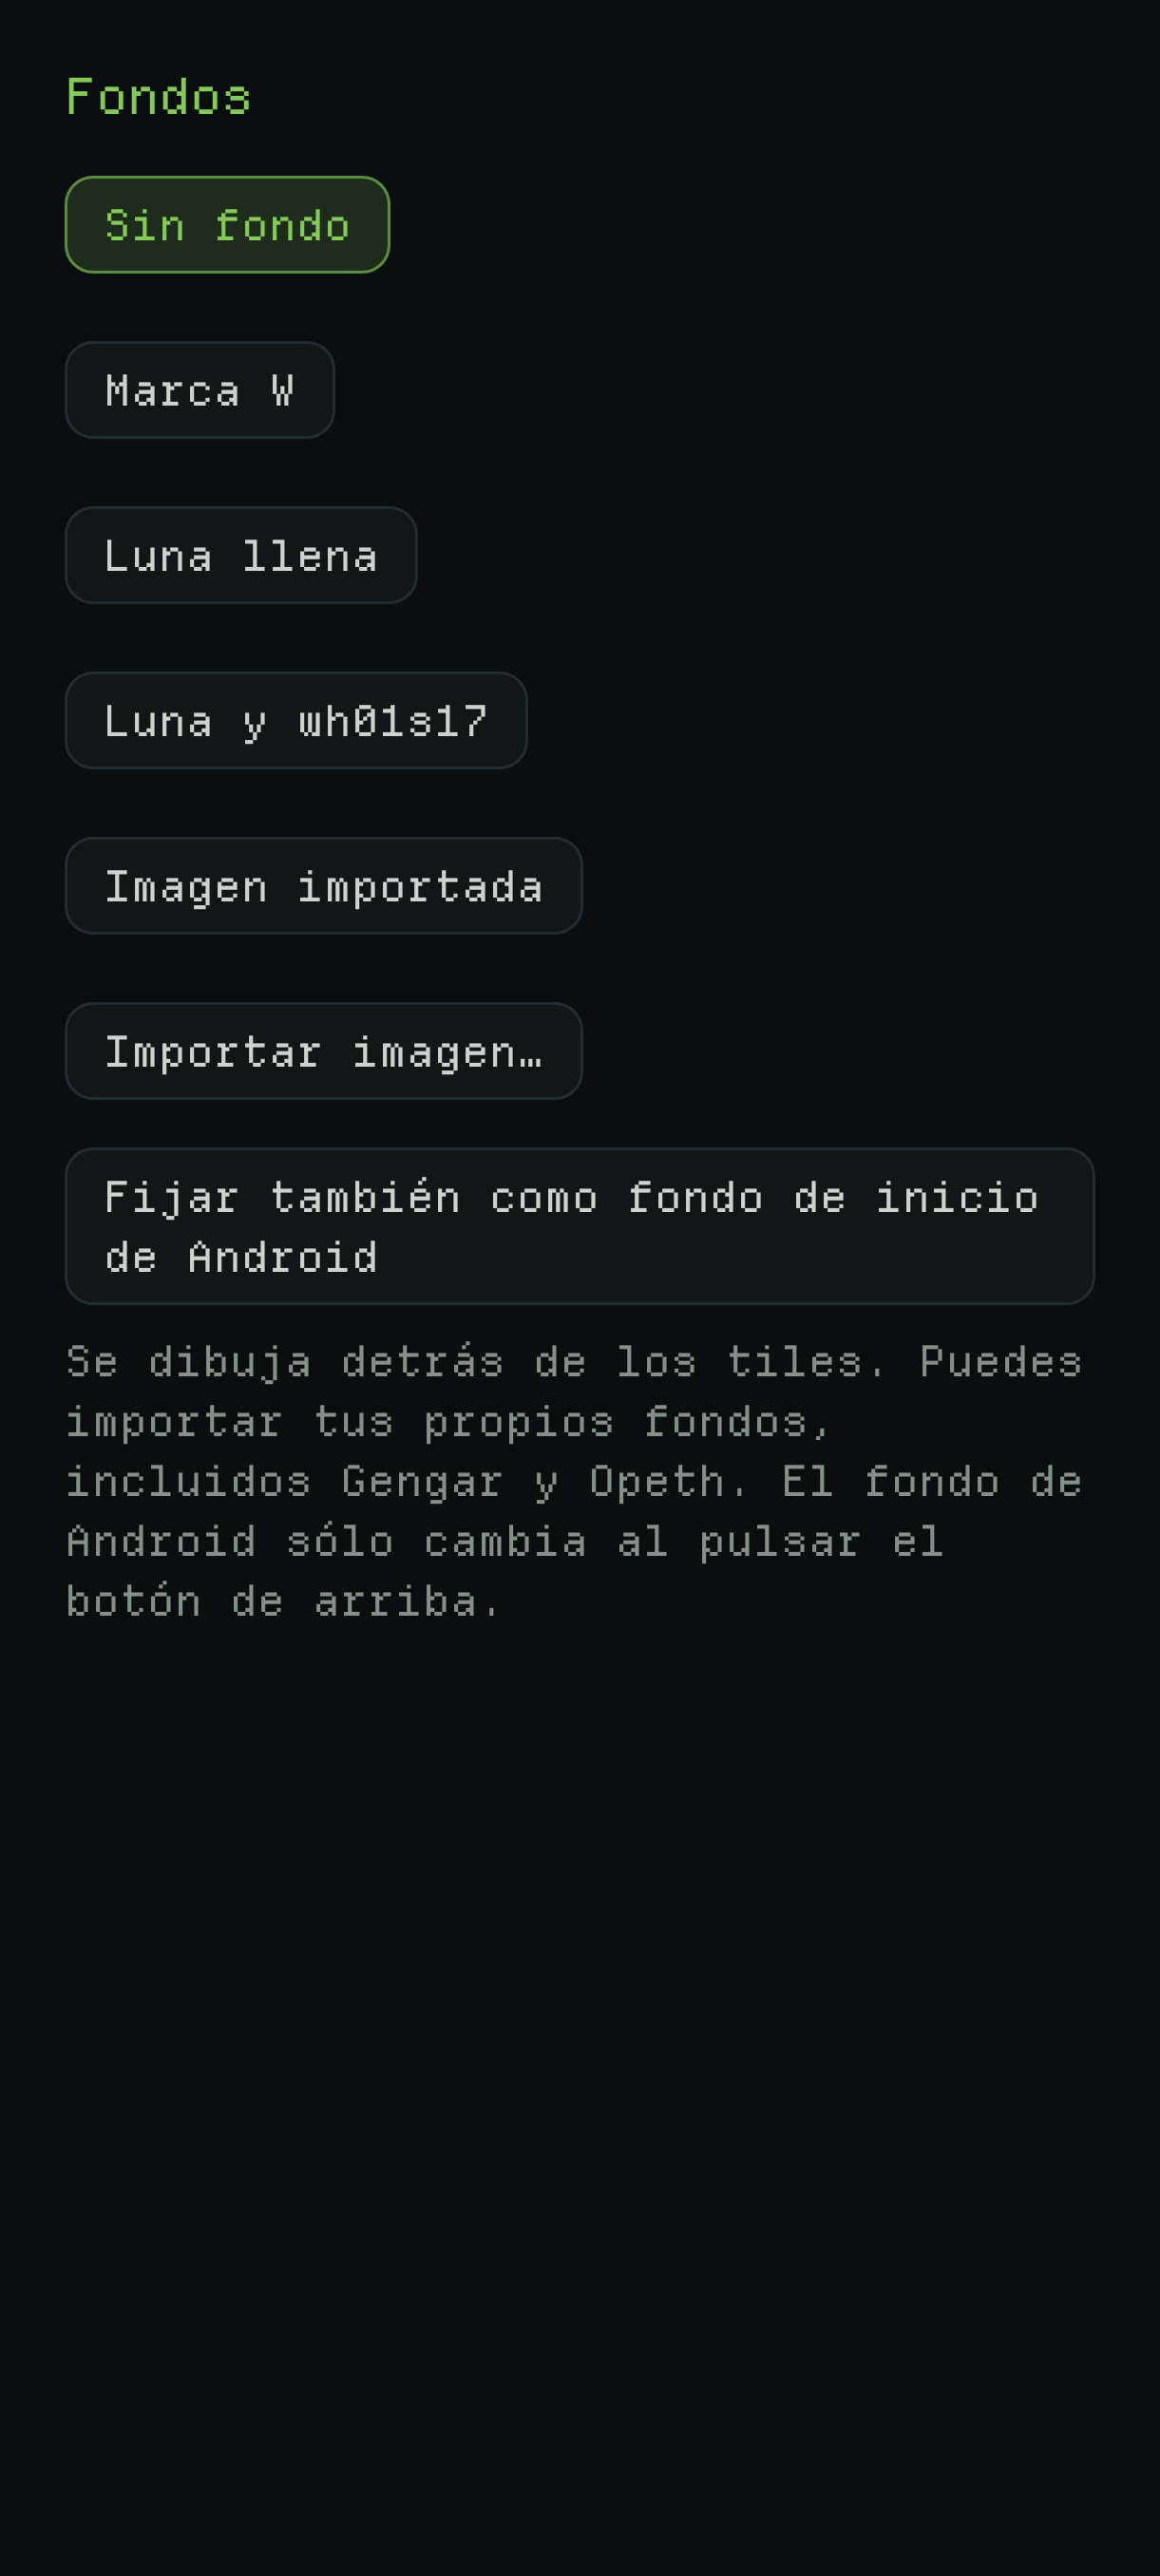 Fondos
Sin fondo
Marca W
Luna llena
Luna y wh01s17
Imagen importada
Importar imagen…
Fijar también como fondo de inicio
de Android
Se dibuja detrás de los tiles. Puedes
importar tus propios fondos,
incluidos Gengar y Opeth. El fondo de
Android sólo cambia al pulsar el
botón de arriba.